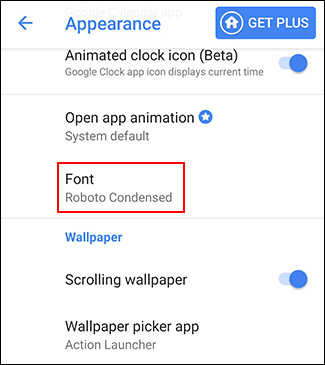 Google Calendar app
Appearance
GET PLUS
Animated clock icon (Beta)
Google Clock app icon displays current time
Open app animation
System default
Font
Roboto Condensed
Wallpaper
Scrolling wallpaper
Wallpaper picker app
Action Launcher